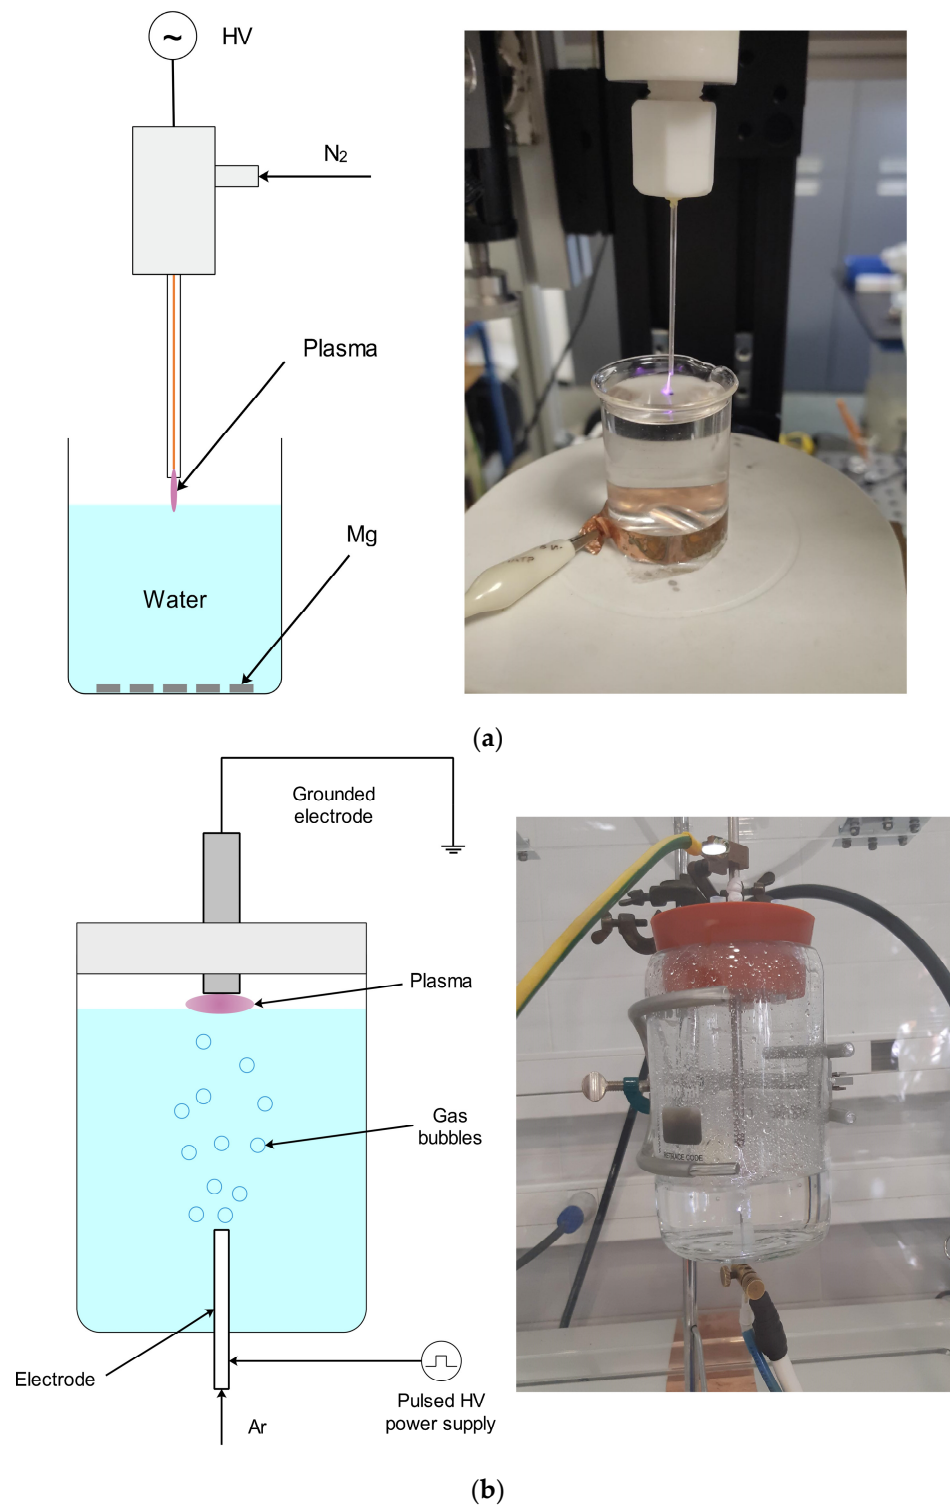 ~
HV
N2
Plasma
Mg
Water
(a)
Grounded
electrode
Plasma
Gas
bubbles
Electrode
Pulsed HV
power supply
Ar
(b)